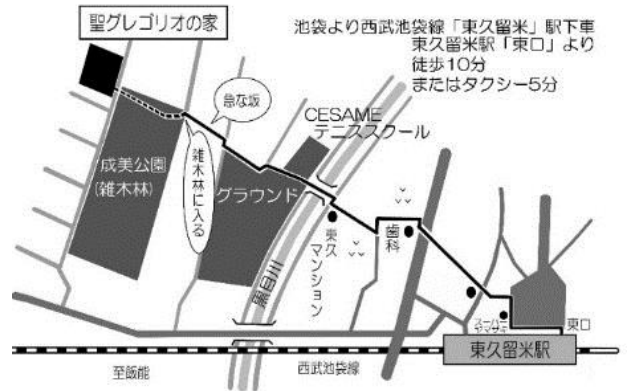 聖グレゴリオの家
池袋より西武池袋線「東久留米」駅下車
東久留米駅「東口」より
徒歩10分
またはタクシー5分
急な坂
CESAME
テニススクール
成美公園
(雑木林)
雑木林に入る
グラウンド
東久
マンション
歯科
黒目川
スーパー
ヤマザキ
東口
東久留米駅
至飯能
西武池袋線